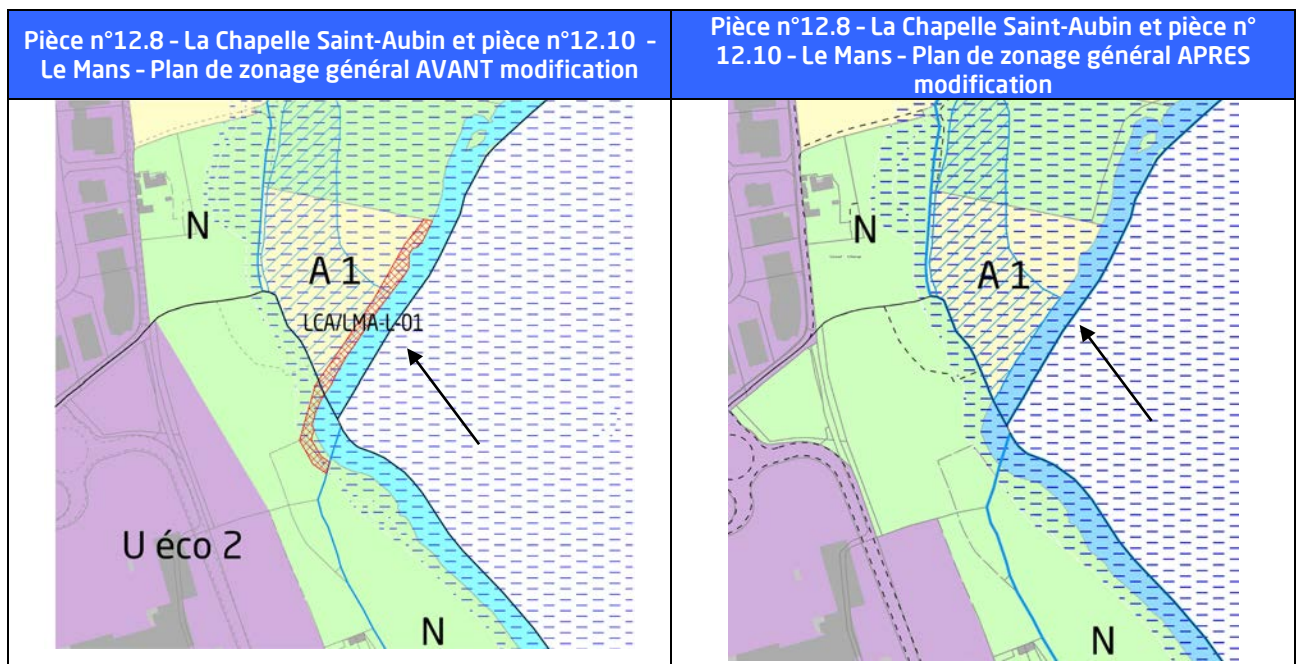 Pièce n°12.8 – La Chapelle Saint-Aubin et pièce n°12.10 –
Le Mans – Plan de zonage général AVANT modification
Pièce n°12.8 – La Chapelle Saint-Aubin et pièce n°
12.10 – Le Mans – Plan de zonage général APRES
modification
N
A 1
LCA/LMA-L-01
U éco 2
N
N
A 1
N